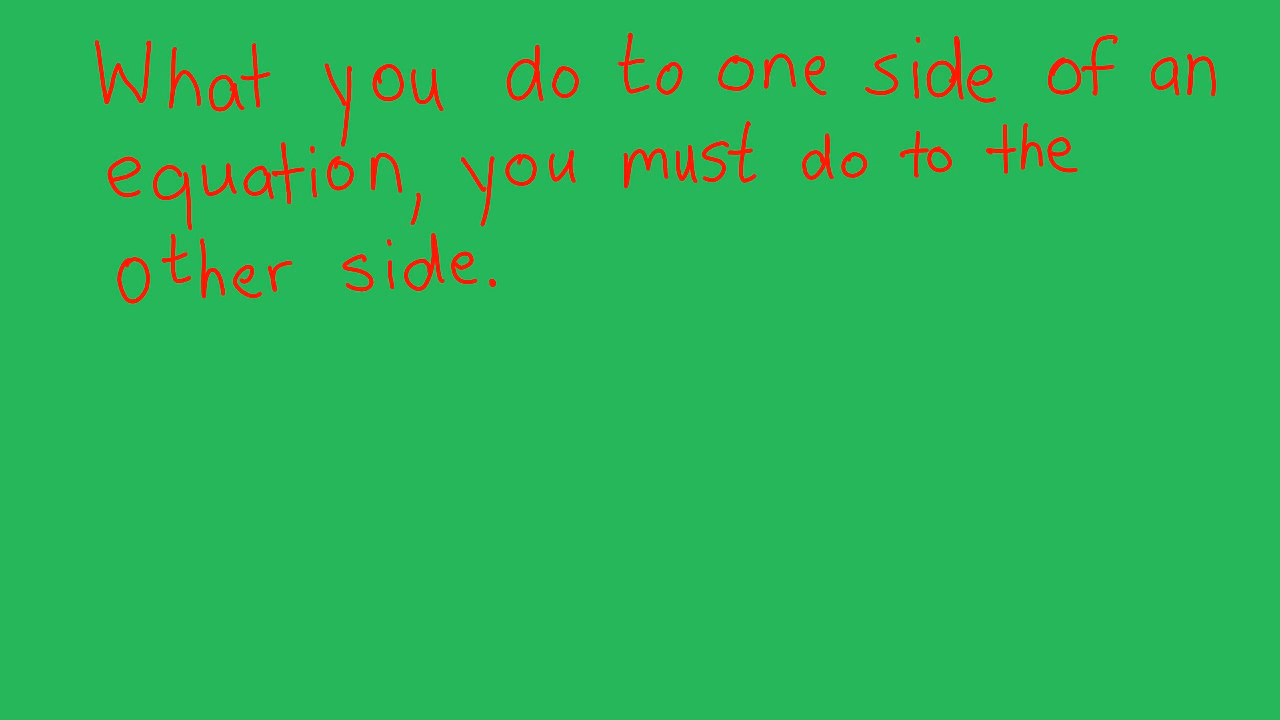 What you do to one side of an
equation, you must do to the
other side.